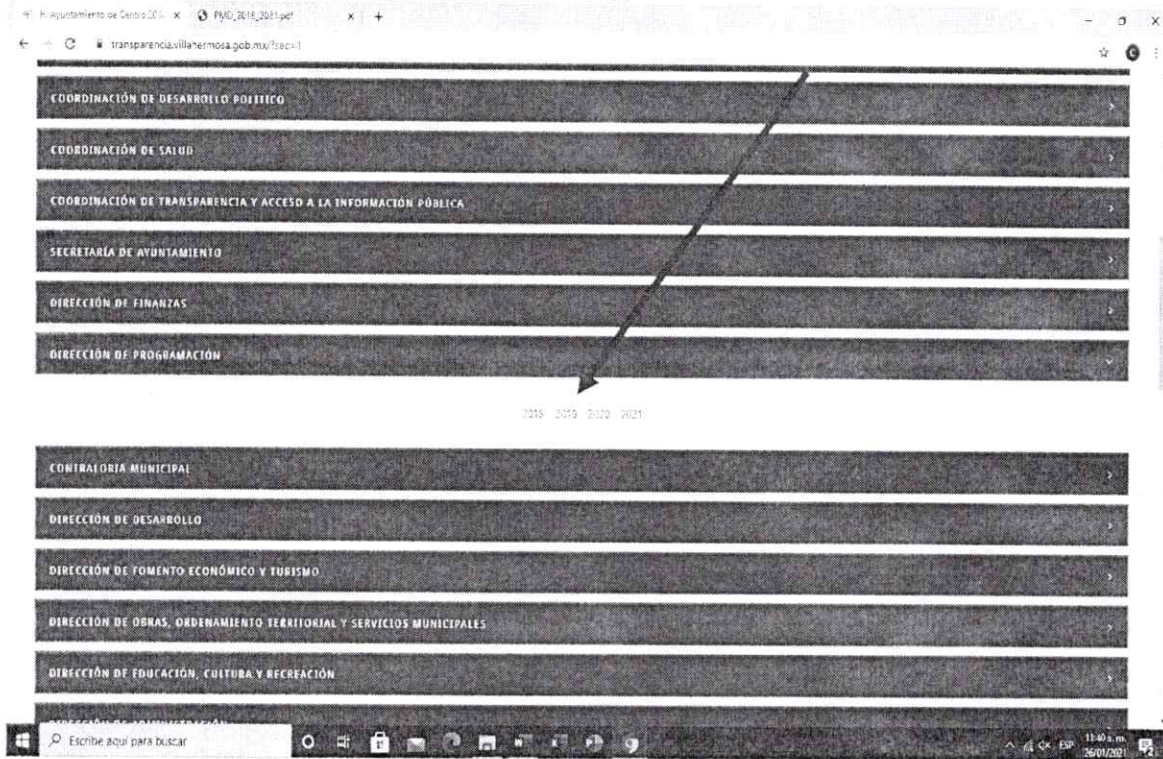 H. Ayuntamiento de Centro 201
PMD_2018_2021.pdf
transparencia.villahermosa.gob.mx/?sec=1
COORDINACIÓN DE DESARROLLO POLÍTICO
COORDINACIÓN DE SALUD
COORDINACIÓN DE TRANSPARENCIA Y ACCESO A LA INFORMACIÓN PÚBLICA
SECRETARÍA DE AYUNTAMIENTO
DIRECCIÓN DE FINANZAS
DIRECCIÓN DE PROGRAMACIÓN
2018 2019 2020 2021
CONTRALORÍA MUNICIPAL
DIRECCIÓN DE DESARROLLO
DIRECCIÓN DE FOMENTO ECONÓMICO Y TURISMO
DIRECCIÓN DE OBRAS, ORDENAMIENTO TERRITORIAL Y SERVICIOS MUNICIPALES
DIRECCIÓN DE EDUCACIÓN, CULTURA Y RECREACIÓN
DIRECCIÓN DE ADMINISTRACIÓN
Escribe aquí para buscar
ESP
11:40 a. m.
26/01/2021